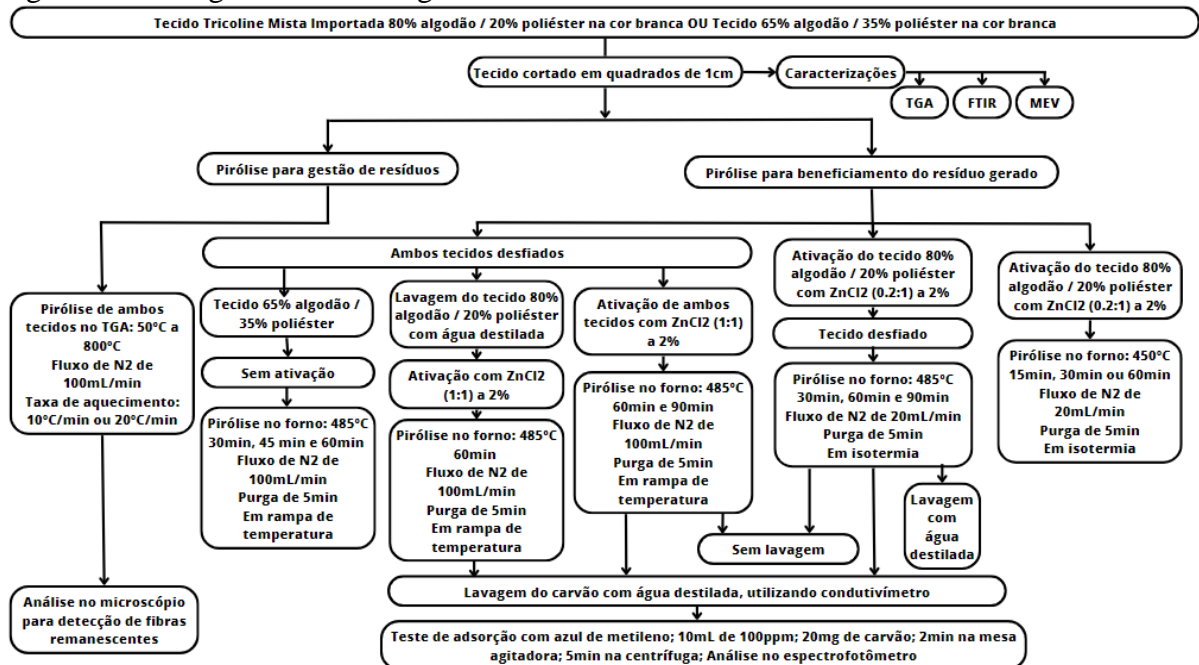 Tecido Tricoline Mista Importada 80% algodão / 20% poliéster na cor branca OU Tecido 65% algodão / 35% poliéster na cor branca
Tecido cortado em quadrados de 1cm
Caracterizações
TGA
FTIR
MEV
Pirólise para gestão de resíduos
Pirólise para beneficiamento do resíduo gerado
Pirólise de ambos
tecidos no TGA: 50°C a
800°C
Fluxo de N2 de
100mL/min
Taxa de aquecimento:
10°C/min ou 20°C/min
Análise no microscópio
para detecção de fibras
remanescentes
Ambos tecidos desfiados
Tecido 65% algodão /
35% poliéster
Sem ativação
Pirólise no forno: 485°C
30min, 45 min e 60min
Fluxo de N2 de
100mL/min
Purga de 5min
Em rampa de
temperatura
Lavagem do tecido 80%
algodão / 20% poliéster
com água destilada
Ativação com ZnCl2
(1:1) a 2%
Pirólise no forno: 485°C
60min
Fluxo de N2 de
100mL/min
Purga de 5min
Em rampa de
temperatura
Ativação de ambos
tecidos com ZnCl2 (1:1)
a 2%
Pirólise no forno: 485°C
60min e 90min
Fluxo de N2 de
100mL/min
Purga de 5min
Em rampa de
temperatura
Ativação do tecido 80%
algodão / 20% poliéster
com ZnCl2 (0.2:1) a 2%
Tecido desfiado
Pirólise no forno: 485°C
30min, 60min e 90min
Fluxo de N2 de 20mL/min
Purga de 5min
Em isotermia
Ativação do tecido 80%
algodão / 20% poliéster
com ZnCl2 (0.2:1) a 2%
Pirólise no forno: 450°C
15min, 30min ou 60min
Fluxo de N2 de
20mL/min
Purga de 5min
Em isotermia
Sem lavagem
Lavagem
com
água
destilada
Lavagem do carvão com água destilada, utilizando condutivímetro
Teste de adsorção com azul de metileno; 10mL de 100ppm; 20mg de carvão; 2min na mesa
agitadora; 5min na centrífuga; Análise no espectrofotômetro